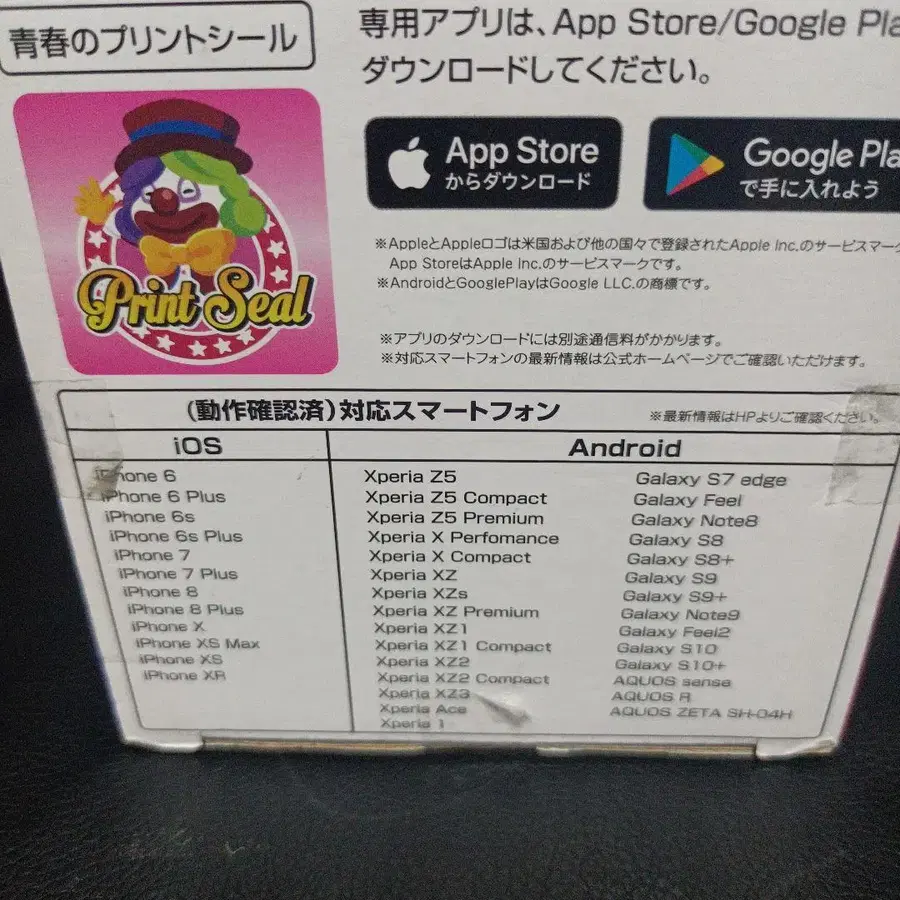 青春のプリントシール
専用アプリは、App Store/Google Pla
ダウンロードしてください。
Print Seal
App Store
からダウンロード
Google Pla
で手に入れよう
※AppleとAppleロゴは米国および他の国々で登録されたApple Inc.のサービスマーク
App StoreはApple Inc.のサービスマークです。
※AndroidとGooglePlayはGoogle LLC.の商標です。
※アプリのダウンロードには別途通信料がかかります。
※対応スマートフォンの最新情報は公式ホームページでご確認いただけます。
(動作確認済)対応スマートフォン
※最新情報はHPよりご確認ください。
iOS
iPhone 6
iPhone 6 Plus
iPhone 6s
iPhone 6s Plus
iPhone 7
iPhone 7 Plus
iPhone 8
iPhone 8 Plus
iPhone X
iPhone XS Max
iPhone XS
iPhone XR
Android
Xperia Z5
Xperia Z5 Compact
Xperia Z5 Premium
Xperia X Perfomance
Xperia X Compact
Xperia XZ
Xperia XZs
Xperia XZ Premium
Xperia XZ1
Xperia XZ1 Compact
Xperia XZ2
Xperia XZ2 Compact
Xperia XZ3
Xperia Ace
Xperia 1
Galaxy S7 edge
Galaxy Feel
Galaxy Note8
Galaxy S8
Galaxy S8+
Galaxy S9
Galaxy S9+
Galaxy Note9
Galaxy Feel2
Galaxy S10
Galaxy S10+
AQUOS sense
AQUOS R
AQUOS ZETA SH-04H